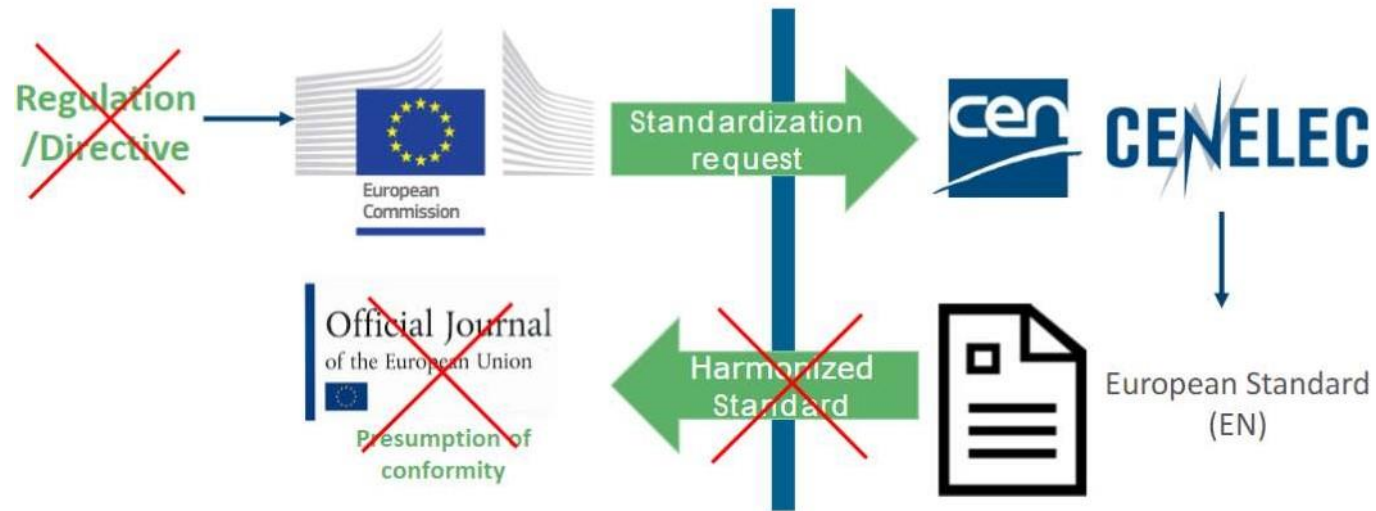 Regulation
/Directive
European
Commission
Standardization
request
cen
CENELEC
Official Journal
of the European Union
Presumption of
conformity
Harmonized
Standard
European Standard
(EN)